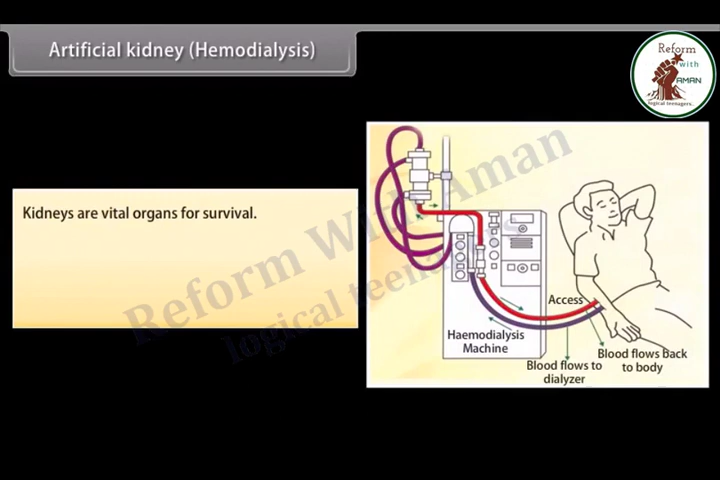 Artificial kidney (Hemodialysis)
Reform
with
AMAN
logical teenagers.
Kidneys are vital organs for survival.
Reform With Aman
logical teenagers
Access
Haemodialysis
Machine
Blood flows to
dialyzer
Blood flows back
to body